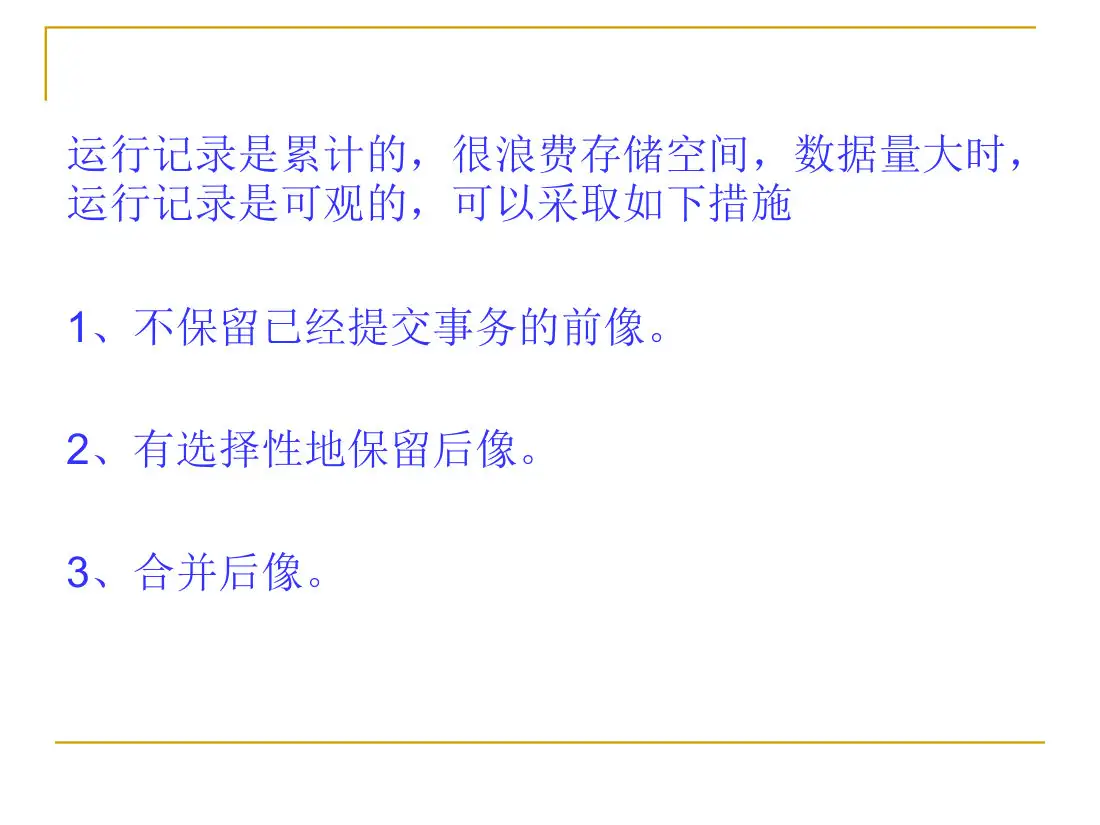 运行记录是累计的，很浪费存储空间，数据量大时，
运行记录是可观的，可以采取如下措施
1、不保留已经提交事务的前像。
2、有选择性地保留后像。
3、合并后像。